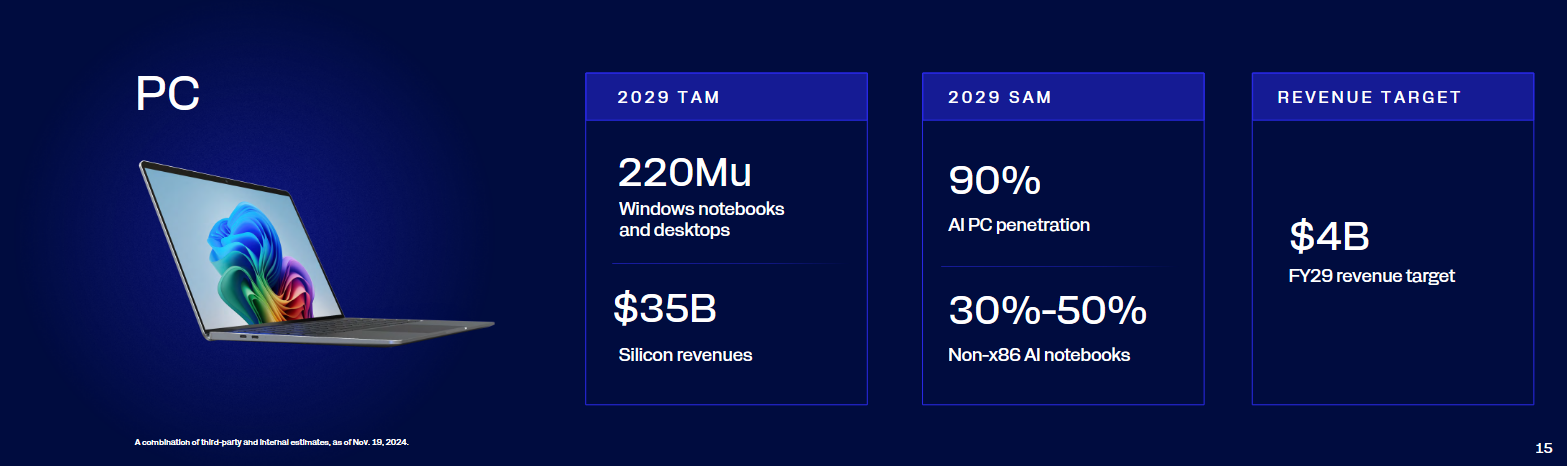 PC
2029 TAM
220Mu
Windows notebooks
and desktops
$35B
Silicon revenues
2029 SAM
90%
AI PC penetration
30%-50%
Non-x86 AI notebooks
REVENUE TARGET
$4B
FY29 revenue target
A combination of third-party and internal estimates, as of Nov. 19, 2024.
15